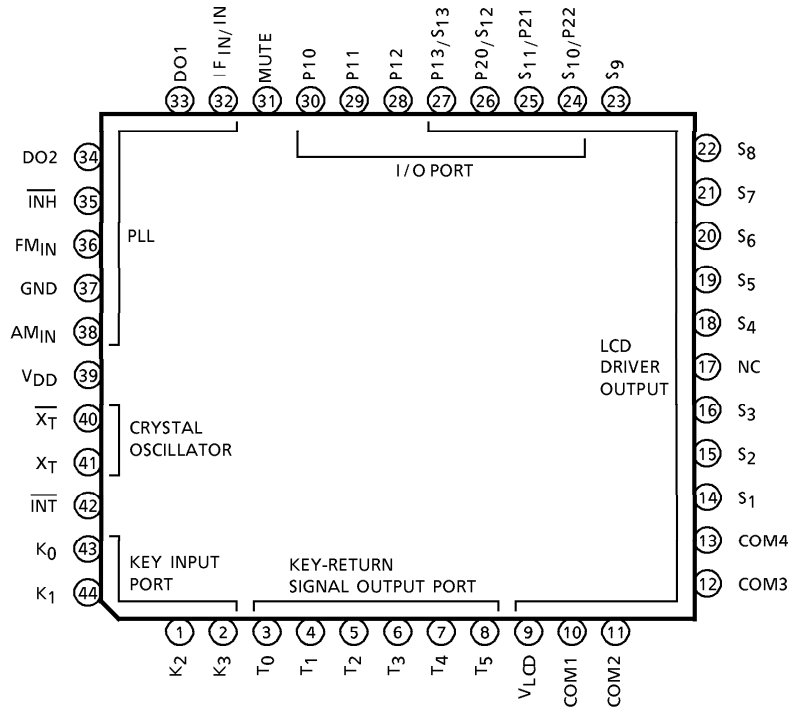 DO1
IFIN/IN
MUTE
P10
P11
P12
P13/S13
P20/S12
S11/P21
S10/P22
S9
33
32
31
30
29
28
27
26
25
24
23
DO2
34
I/O PORT
22
S8
INH
35
21
S7
FMIN
36
PLL
20
S6
GND
37
19
S5
AMIN
38
18
S4
VDD
39
LCD
DRIVER
OUTPUT
17
NC
XT
40
CRYSTAL
OSCILLATOR
16
S3
XT
41
15
S2
INT
42
14
S1
K0
43
KEY INPUT
PORT
KEY-RETURN
SIGNAL OUTPUT PORT
13
COM4
K1
44
12
COM3
1
2
3
4
5
6
7
8
9
10
11
K2
K3
T0
T1
T2
T3
T4
T5
VLCD
COM1
COM2